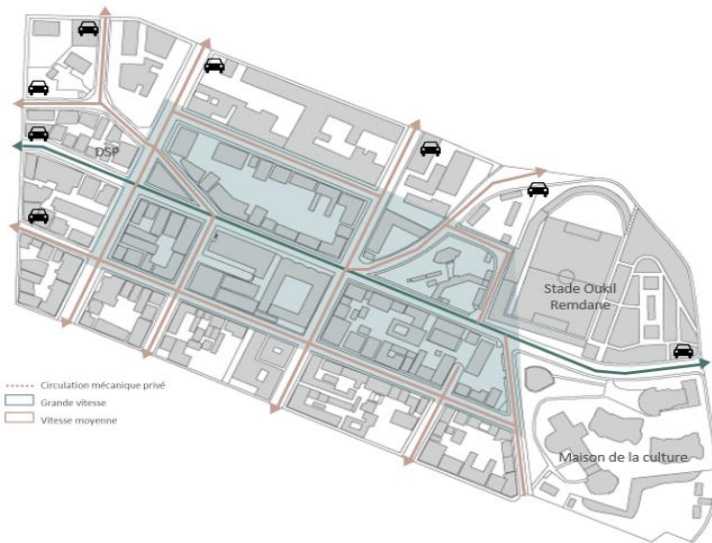 DSP
Stade Oukil
Remdane
Circulation mécanique privé
Grande vitesse
Vitesse moyenne
Maison de la culture